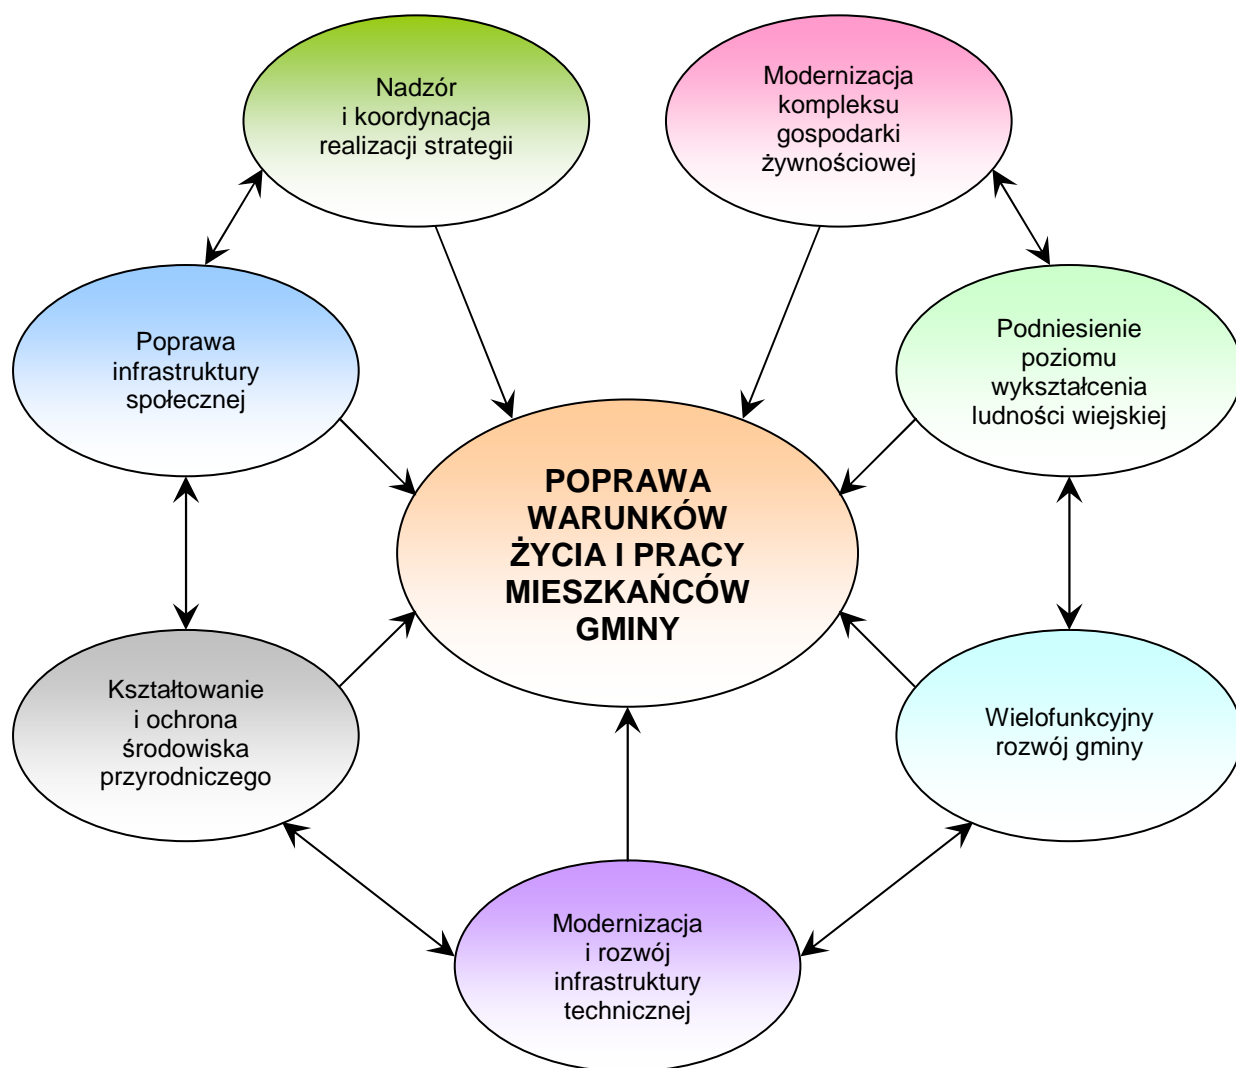 Nadzór
i koordynacja
realizacji strategii
Modernizacja
kompleksu
gospodarki
żywnościowej
Poprawa
infrastruktury
społecznej
Podniesienie
poziomu
wykształcenia
ludności wiejskiej
POPRAWA
WARUNKÓW
ŻYCIA I PRACY
MIESZKAŃCÓW
GMINY
Kształtowanie
i ochrona
środowiska
przyrodniczego
Wielofunkcyjny
rozwój gminy
Modernizacja
i rozwój
infrastruktury
technicznej